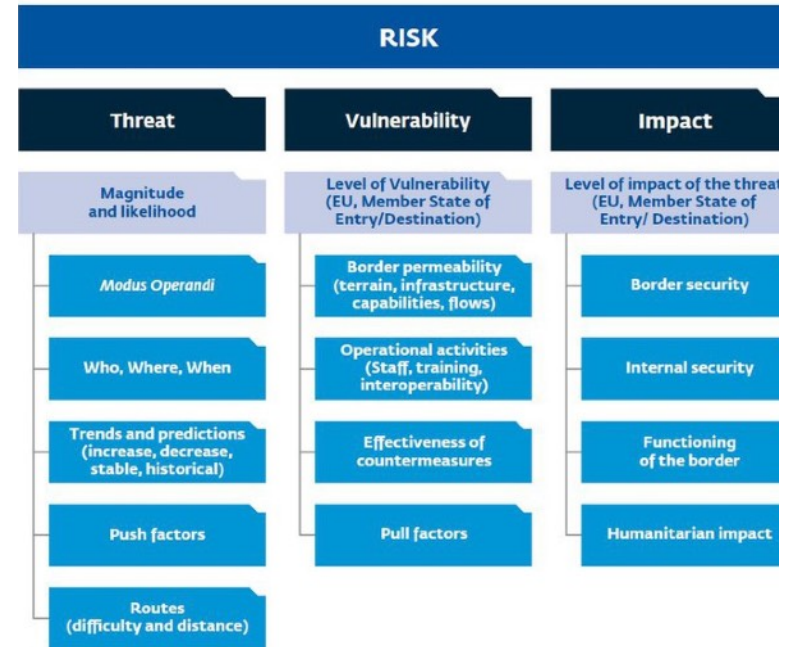 RISK
Threat
Magnitude
and likelihood
Modus Operandi
Who, Where, When
Trends and predictions
(increase, decrease,
stable, historical)
Push factors
Routes
(difficulty and distance)
Vulnerability
Level of Vulnerability
(EU, Member State of
Entry/Destination)
Border permeability
(terrain, infrastructure,
capabilities, flows)
Operational activities
(Staff, training,
interoperability)
Effectiveness of
countermeasures
Pull factors
Impact
Level of impact of the threat
(EU, Member State of
Entry/ Destination)
Border security
Internal security
Functioning
of the border
Humanitarian impact